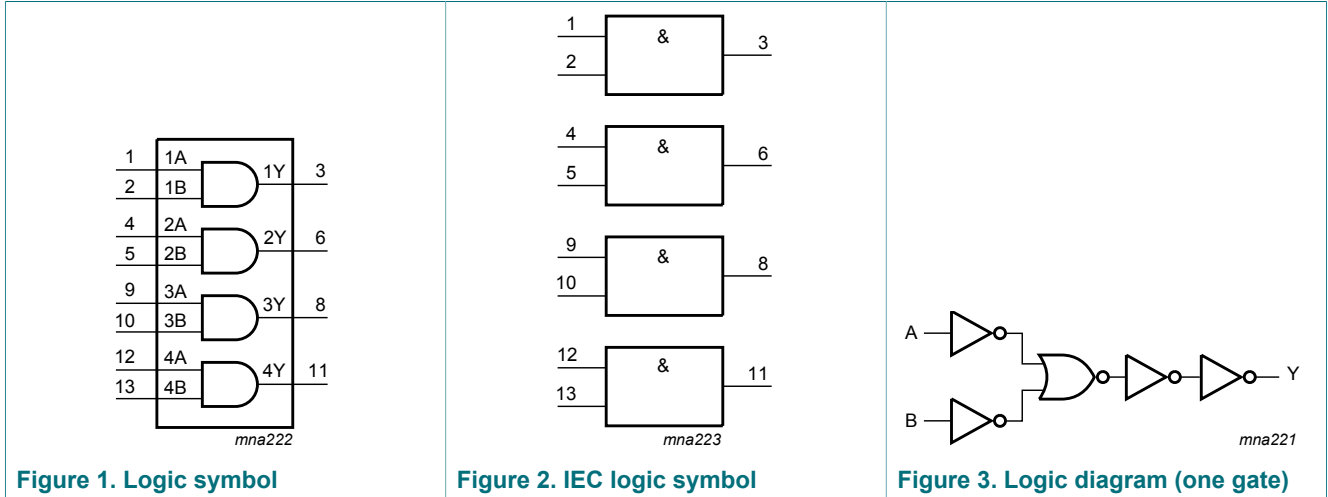 1 1A 1Y 3
2 1B
4 2A 2Y 6
5 2B
9 3A 3Y 8
10 3B
12 4A 4Y 11
13 4B
mna222
Figure 1. Logic symbol
1 & 3
2
4 & 6
5
9 & 8
10
12 & 11
13
mna223
Figure 2. IEC logic symbol
A
Y
B
mna221
Figure 3. Logic diagram (one gate)